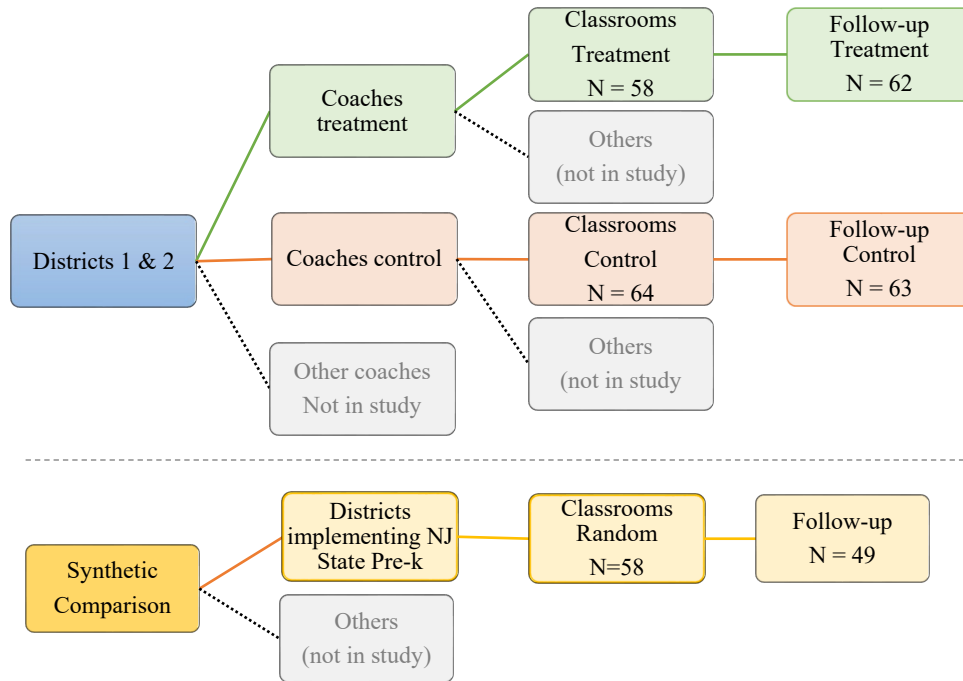 Classrooms
Treatment
N = 58
Follow-up
Treatment
N = 62
Coaches
treatment
Others
(not in study)
Districts 1 & 2
Coaches control
Classrooms
Control
N = 64
Follow-up
Control
N = 63
Other coaches
Not in study
Others
(not in study
Synthetic
Comparison
Districts
implementing NJ
State Pre-k
Classrooms
Random
N=58
Follow-up
N = 49
Others
(not in study)